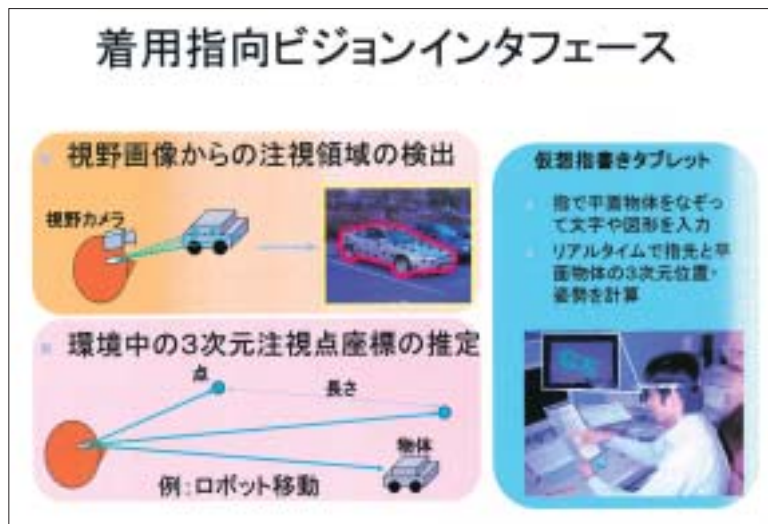 着用指向ビジョンインタフェース
視野画像からの注視領域の検出
視野カメラ
環境中の3次元注視点座標の推定
点
長さ
物体
例:ロボット移動
仮想指書きタブレット
指で平面物体をなぞっ
て文字や図形を入力
リアルタイムで指先と平
面物体の3次元位置・
姿勢を計算